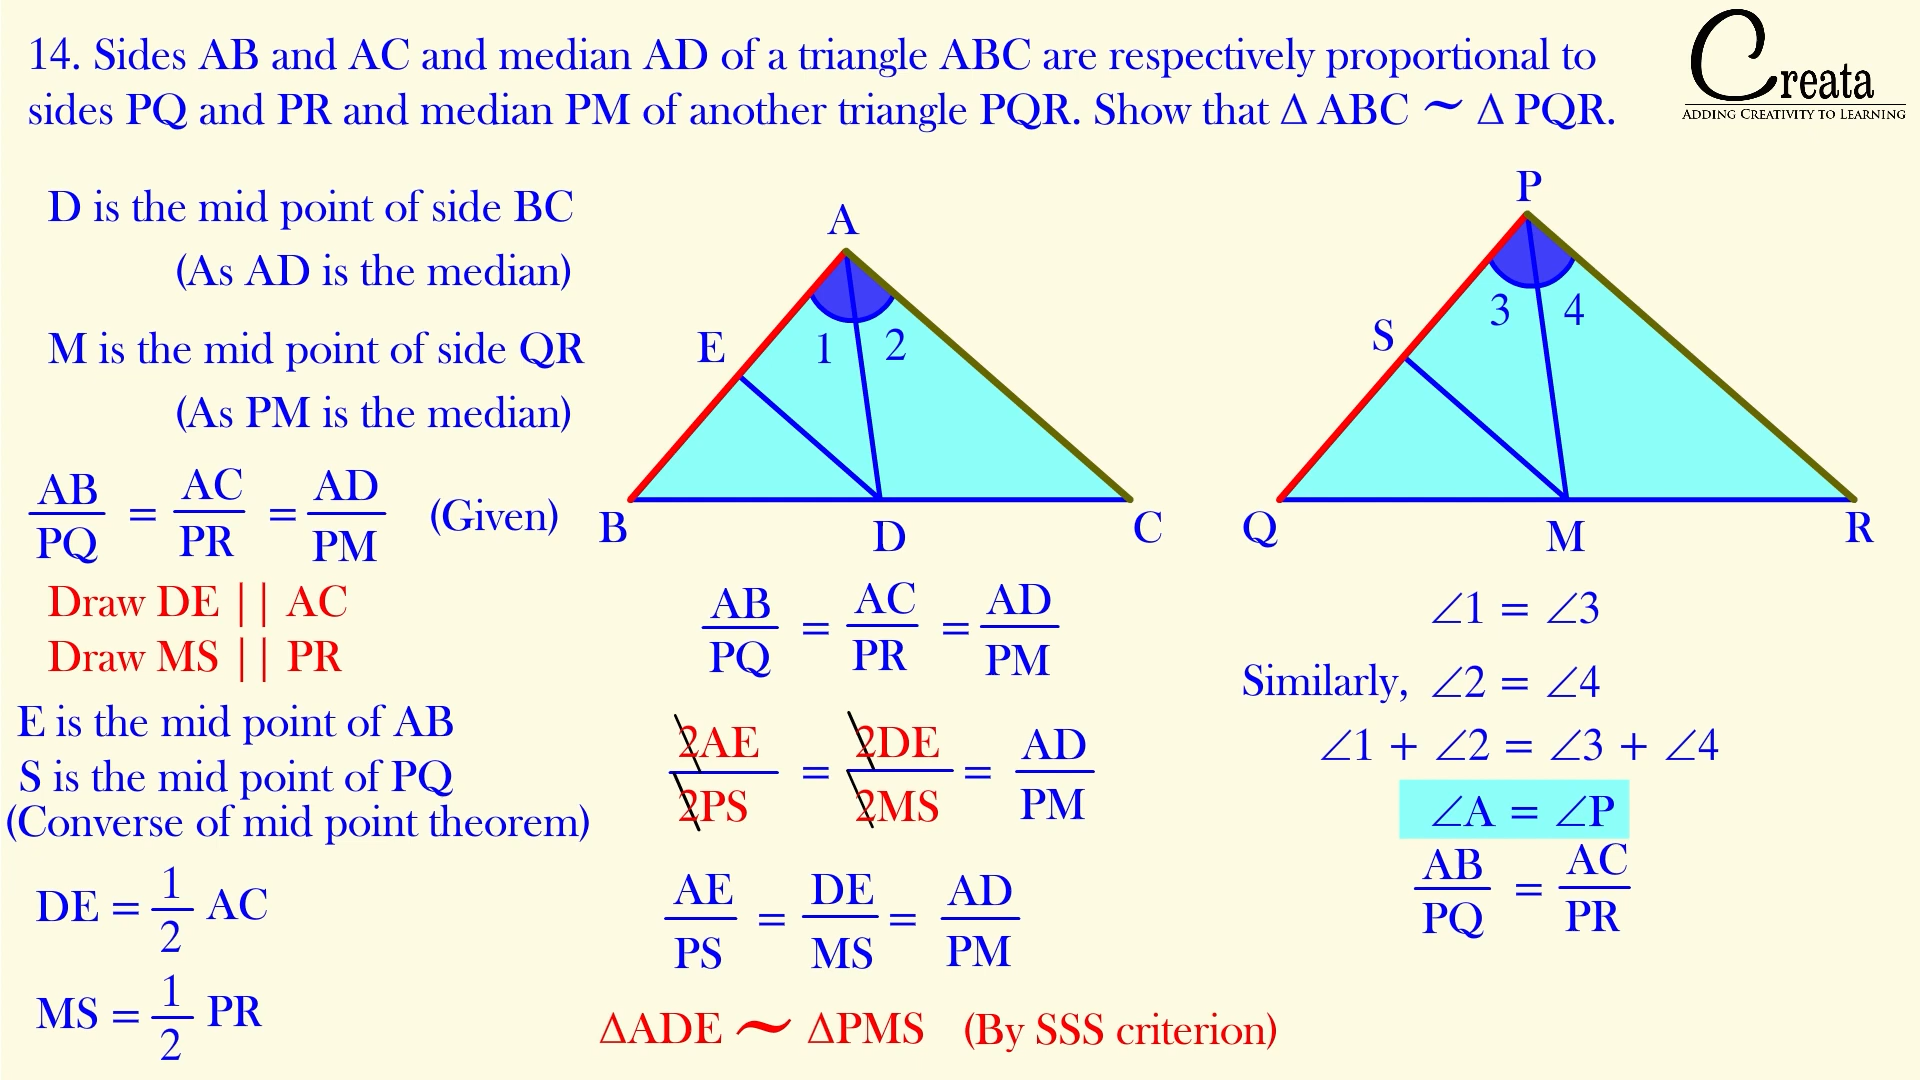 14. Sides AB and AC and median AD of a triangle ABC are respectively proportional to
sides PQ and PR and median PM of another triangle PQR. Show that Δ ABC ~ Δ PQR.
Creata
ADDING CREATIVITY TO LEARNING
D is the mid point of side BC
(As AD is the median)
M is the mid point of side QR
(As PM is the median)
AB/PQ = AC/PR = AD/PM (Given)
Draw DE || AC
Draw MS || PR
E is the mid point of AB
S is the mid point of PQ
(Converse of mid point theorem)
DE = 1/2 AC
MS = 1/2 PR
A
E
1 2
B
D
C
P
S
3 4
Q
M
R
AB/PQ = AC/PR = AD/PM
2AE/2PS = 2DE/2MS = AD/PM
AE/PS = DE/MS = AD/PM
ΔADE ~ ΔPMS (By SSS criterion)
∠1 = ∠3
Similarly, ∠2 = ∠4
∠1 + ∠2 = ∠3 + ∠4
∠A = ∠P
AB/PQ = AC/PR